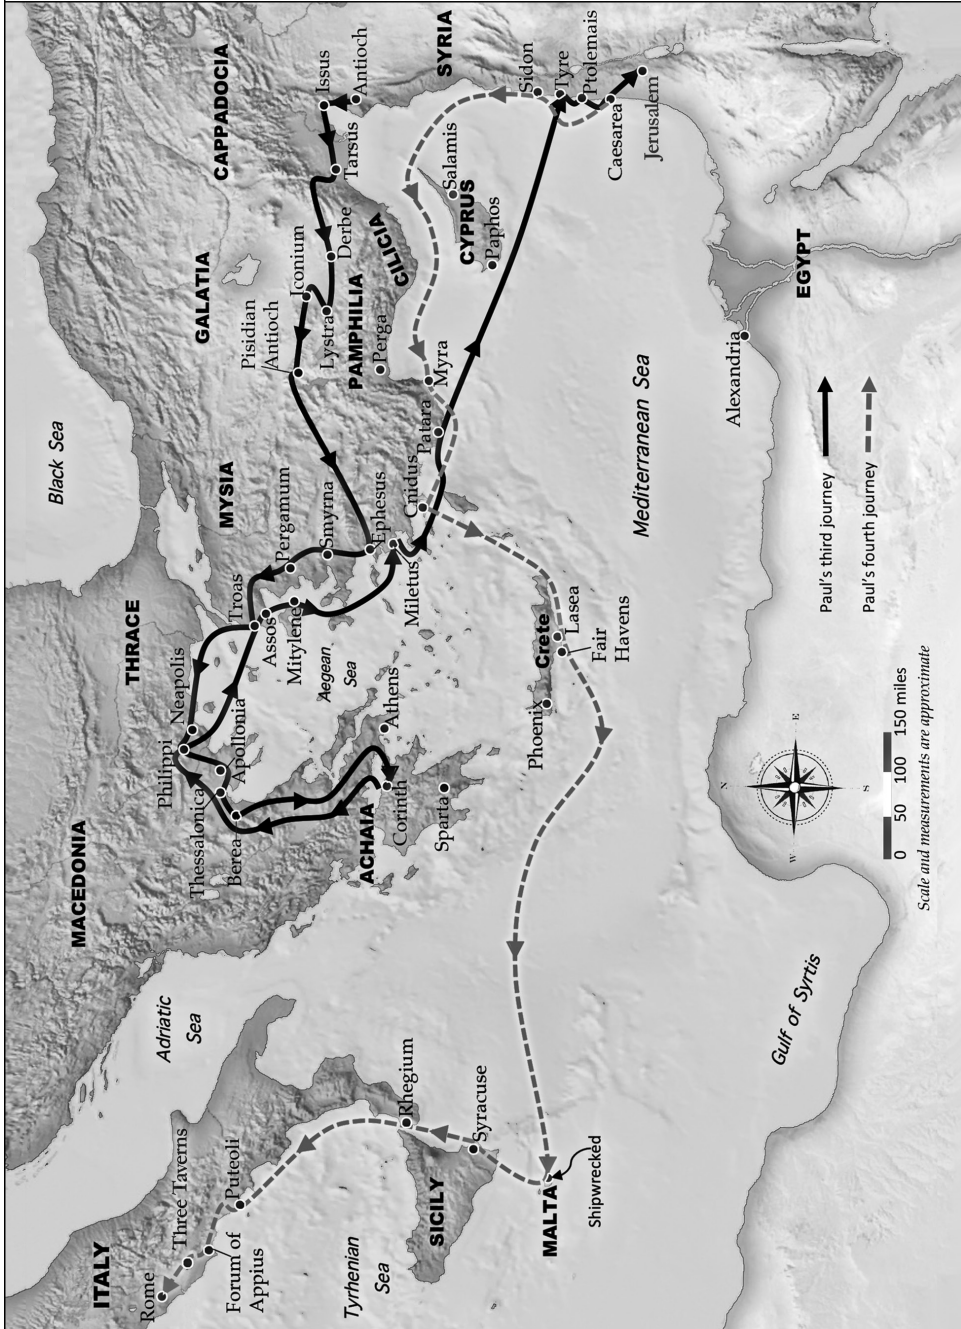 Black Sea
ITALY
Rome
Three Taverns
Forum of
Appius
Puteoli
Adriatic
Sea
MACEDONIA
THRACE
Philippi
Neapolis
Thessalonica
Apollonia
Berea
Troas
Assos
Mitylene
Aegean
Sea
MYSIA
Pergamum
Smyrna
Ephesus
Miletus
GALATIA
Pisidian
Antioch
Iconium
Lystra
Derbe
CAPPADOCIA
Tarsus
Issus
Antioch
SYRIA
PAMPHILIA
Perga
CILICIA
Tyrhenian
Sea
SICILY
Rhegium
Syracuse
MALTA
Shipwrecked
ACHAIA
Corinth
Athens
Sparta
Cnidus
Patara
Myra
CYPRUS
Salamis
Paphos
Sidon
Tyre
Ptolemais
Caesarea
Jerusalem
Crete
Phoenix
Lasea
Fair
Havens
Mediterranean Sea
Gulf of Syrtis
Alexandria
EGYPT
N
E
S
W
0 50 100 150 miles
Scale and measurements are approximate
Paul's third journey
Paul's fourth journey